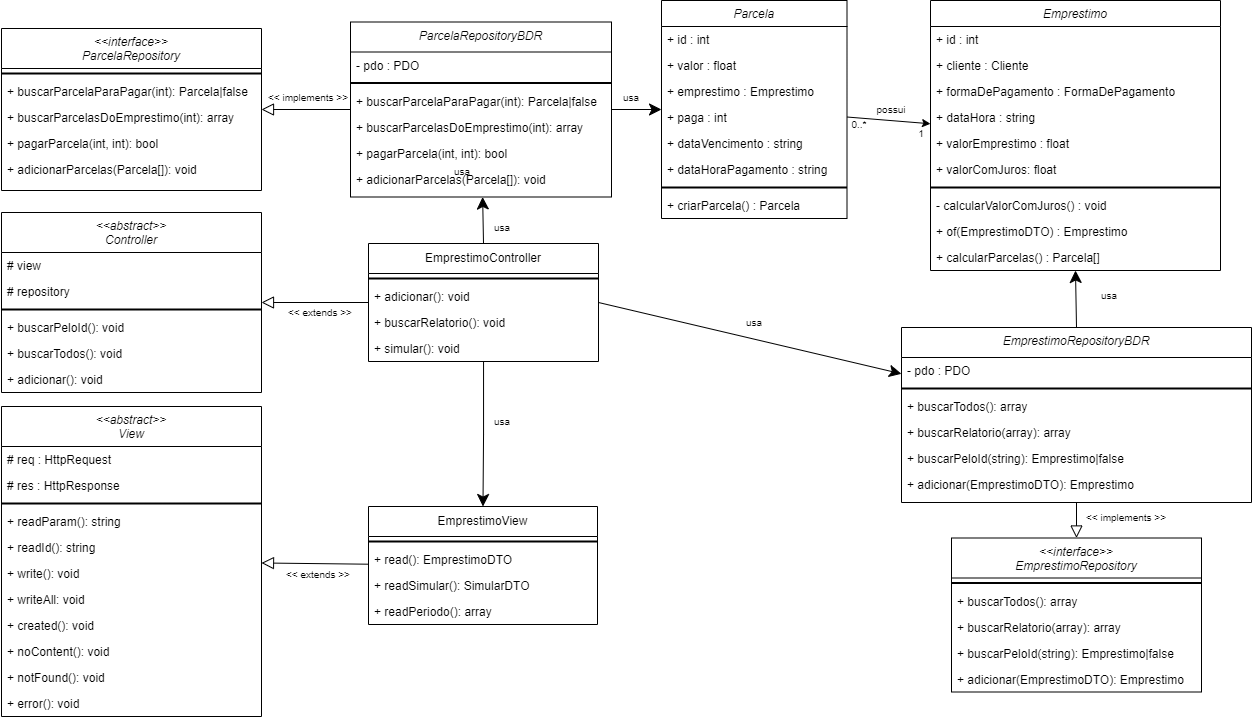 <<interface>>
ParcelaRepository
+ buscarParcelaParaPagar(int): Parcela|false
+ buscarParcelasDoEmprestimo(int): array
+ pagarParcela(int, int): bool
+ adicionarParcelas(Parcela[]): void
<< implements >>
ParcelaRepositoryBDR
- pdo : PDO
+ buscarParcelaParaPagar(int): Parcela|false
+ buscarParcelasDoEmprestimo(int): array
+ pagarParcela(int, int): bool
usa
+ adicionarParcelas(Parcela[]): void
usa
Parcela
+ id : int
+ valor : float
+ emprestimo : Emprestimo
+ paga : int
+ dataVencimento : string
+ dataHoraPagamento : string
+ criarParcela() : Parcela
possui
0..*
1
Emprestimo
+ id : int
+ cliente : Cliente
+ formaDePagamento : FormaDePagamento
+ dataHora : string
+ valorEmprestimo : float
+ valorComJuros: float
- calcularValorComJuros() : void
+ of(EmprestimoDTO) : Emprestimo
+ calcularParcelas() : Parcela[]
<<abstract>>
Controller
# view
# repository
+ buscarPeloId(): void
+ buscarTodos(): void
+ adicionar(): void
<< extends >>
usa
EmprestimoController
+ adicionar(): void
+ buscarRelatorio(): void
+ simular(): void
usa
usa
usa
EmprestimoRepositoryBDR
- pdo : PDO
+ buscarTodos(): array
+ buscarRelatorio(array): array
+ buscarPeloId(string): Emprestimo|false
+ adicionar(EmprestimoDTO): Emprestimo
<< implements >>
<<abstract>>
View
# req : HttpRequest
# res : HttpResponse
+ readParam(): string
+ readId(): string
+ write(): void
+ writeAll: void
+ created(): void
+ noContent(): void
+ notFound(): void
+ error(): void
<< extends >>
EmprestimoView
+ read(): EmprestimoDTO
+ readSimular(): SimularDTO
+ readPeriodo(): array
<<interface>>
EmprestimoRepository
+ buscarTodos(): array
+ buscarRelatorio(array): array
+ buscarPeloId(string): Emprestimo|false
+ adicionar(EmprestimoDTO): Emprestimo